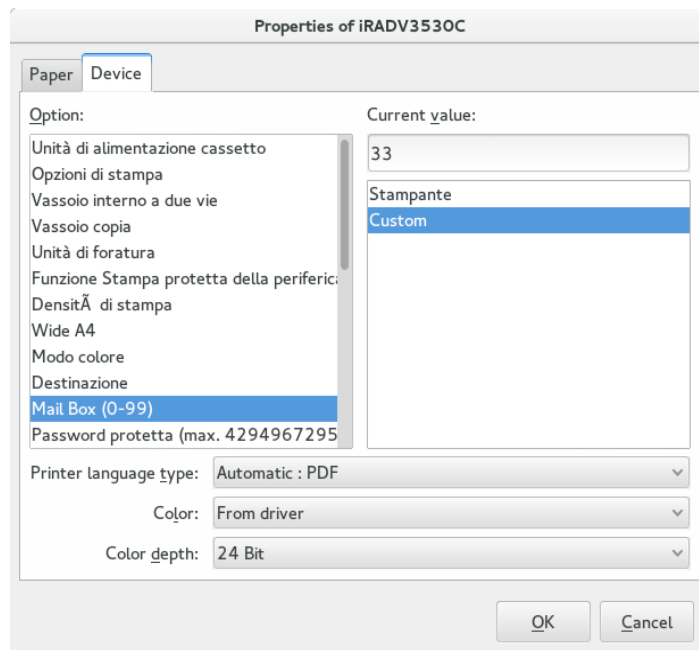 Properties of iRADV3530C
Paper
Device
Option:
Unità di alimentazione cassetto
Opzioni di stampa
Vassoio interno a due vie
Vassoio copia
Unità di foratura
Funzione Stampa protetta della periferica
DensitÃ di stampa
Wide A4
Modo colore
Destinazione
Mail Box (0-99)
Password protetta (max. 4294967295
Current value:
33
Stampante
Custom
Printer language type:
Automatic : PDF
Color:
From driver
Color depth:
24 Bit
OK
Cancel